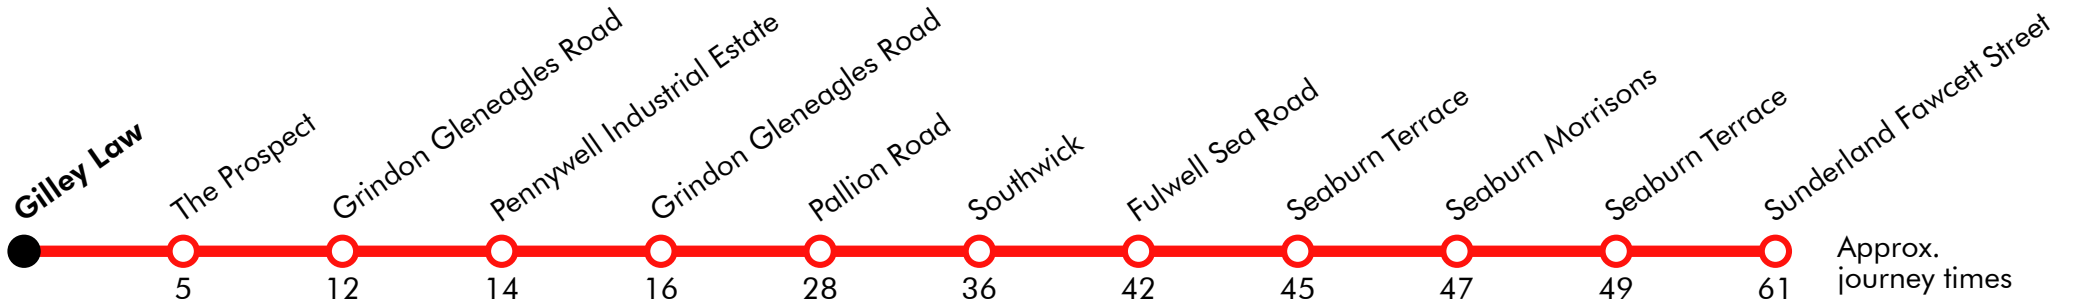 Gilley Law
The Prospect
Grindon Gleneagles Road
Pennywell Industrial Estate
Grindon Gleneagles Road
Pallion Road
Southwick
Fulwell Sea Road
Seaburn Terrace
Seaburn Morrisons
Seaburn Terrace
Sunderland Fawcett Street
5 12 14 16 28 36 42 45 47 49 61
Approx.
journey times